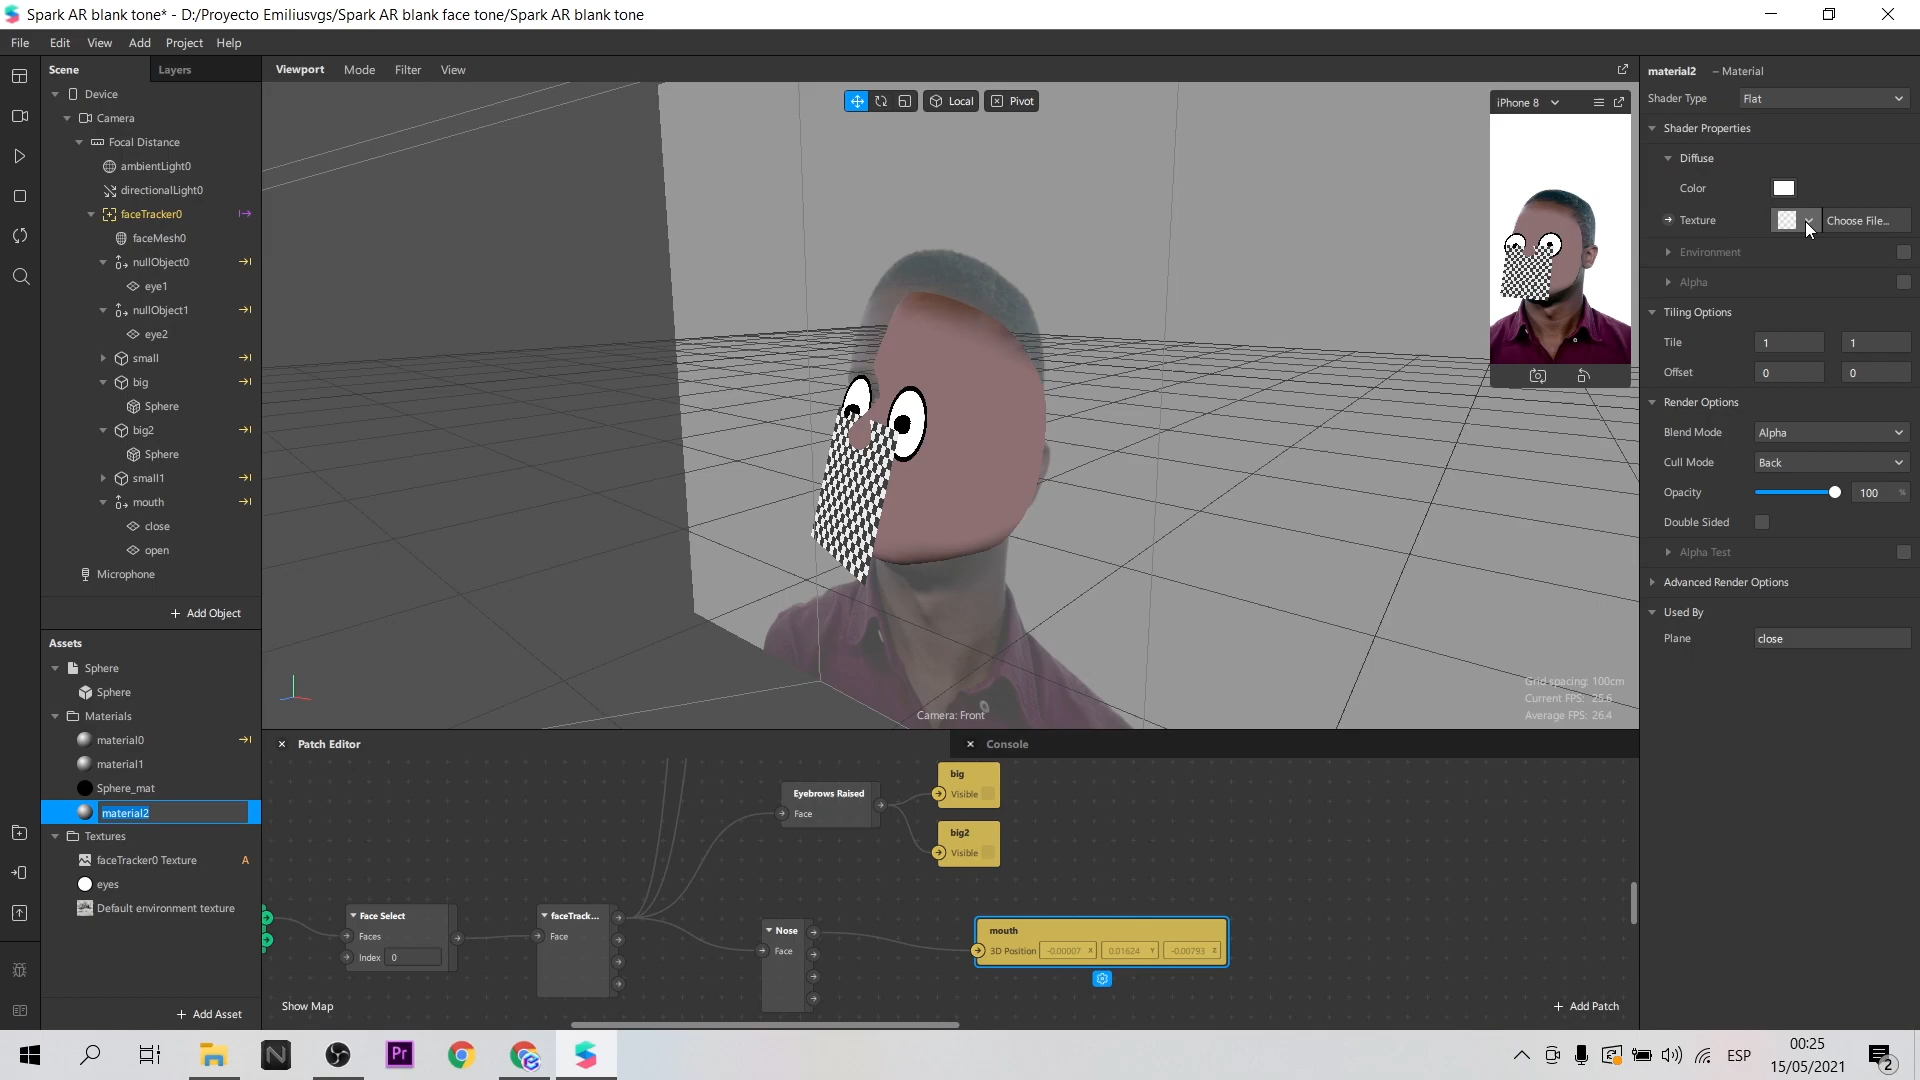 Spark AR blank tone* - D:/Proyecto Emiliusvgs/Spark AR blank face tone/Spark AR blank tone
File Edit View Add Project Help
Scene Layers
Device
Camera
Focal Distance
ambientLight0
directionalLight0
faceTracker0
faceMesh0
nullObject0
eye1
nullObject1
eye2
small
big
Sphere
big2
Sphere
small1
mouth
close
open
Microphone
+ Add Object
Assets
Sphere
Sphere
Materials
material0
material1
Sphere_mat
material2
Textures
faceTracker0 Texture A
eyes
Default environment texture
+ Add Asset
Viewport Mode Filter View
Local Pivot
iPhone 8
Grid spacing: 100cm
Current FPS: 25.6
Average FPS: 26.4
Camera: Front
Patch Editor
Console
big
Visible
Eyebrows Raised
Face
big2
Visible
Face Select
Faces
Index 0
faceTrack...
Face
Nose
Face
mouth
3D Position -0.00007 X 0.01624 Y -0.00793 Z
Show Map
+ Add Patch
material2 – Material
Shader Type Flat
Shader Properties
Diffuse
Color
Texture Choose File...
Environment
Alpha
Tiling Options
Tile 1 1
Offset 0 0
Render Options
Blend Mode Alpha
Cull Mode Back
Opacity 100 %
Double Sided
Alpha Test
Advanced Render Options
Used By
Plane close
N Pr
ESP
00:25
15/05/2021
2